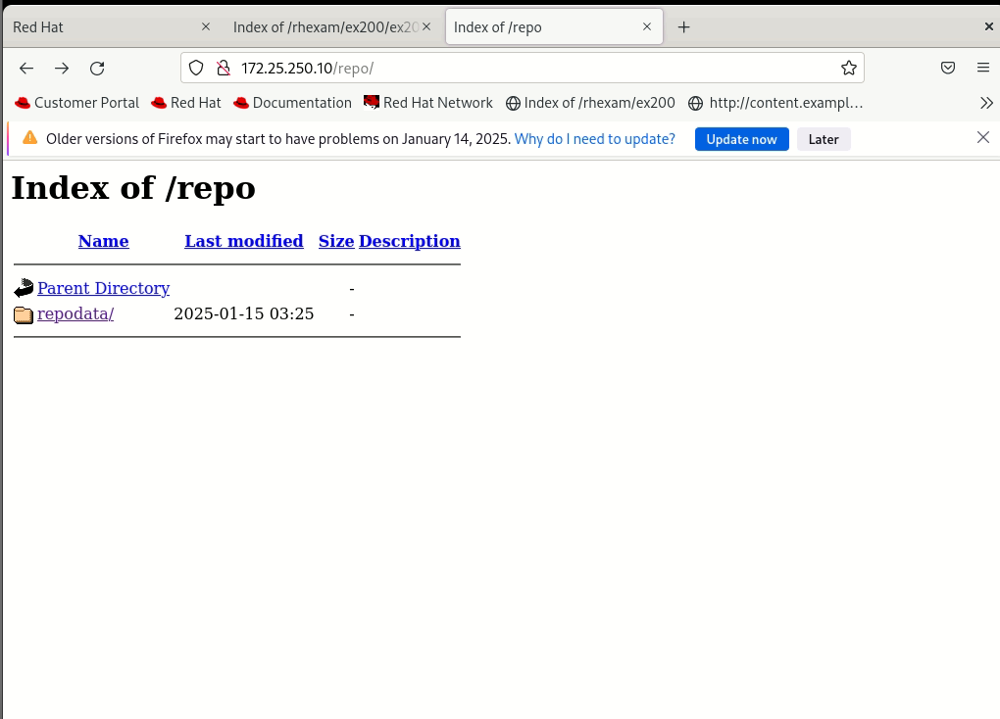 Red Hat Index of /rhexam/ex200/ex20 Index of /repo
172.25.250.10/repo/
Customer Portal Red Hat Documentation Red Hat Network Index of /rhexam/ex200 http://content.exampl...
Older versions of Firefox may start to have problems on January 14, 2025. Why do I need to update? Update now Later
Index of /repo
Name Last modified Size Description
Parent Directory -
repodata/ 2025-01-15 03:25 -